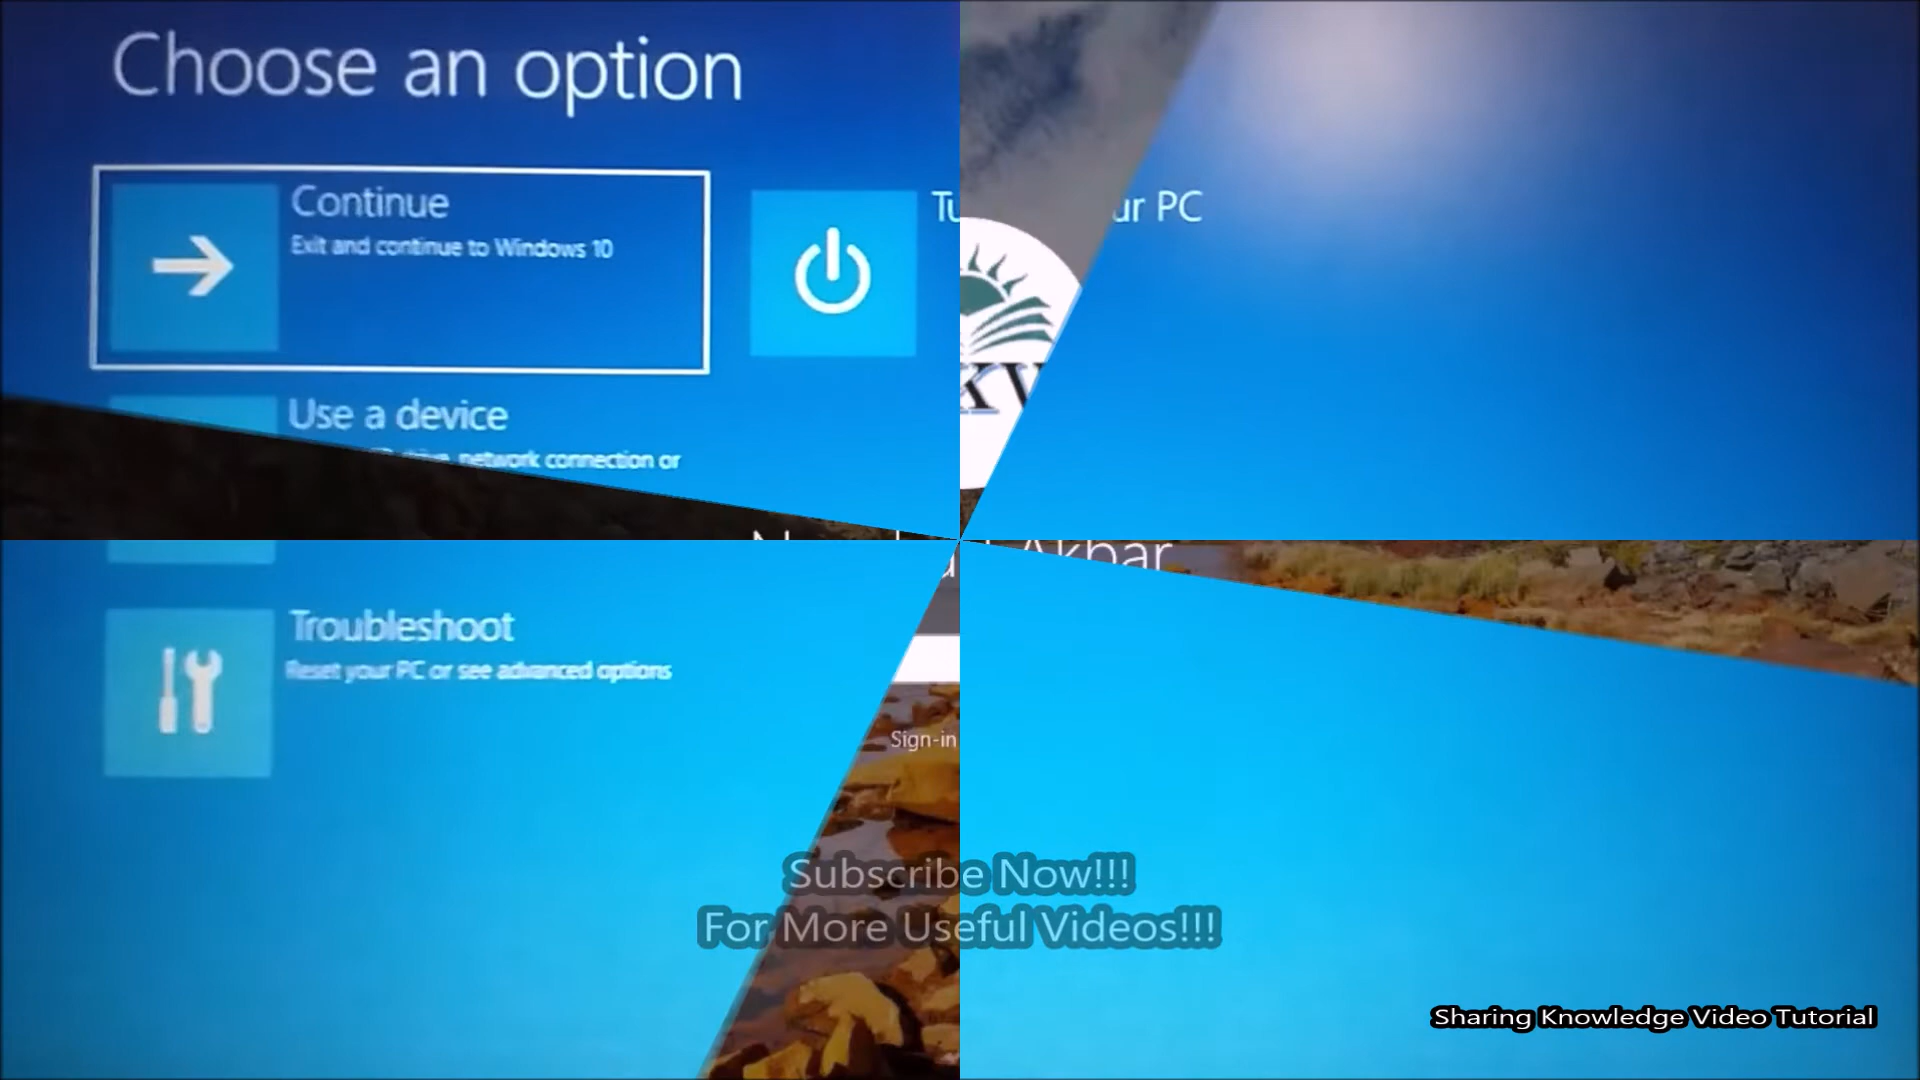 Choose an option
Continue
Exit and continue to Windows 10
ur PC
Use a device
network connection or
Akbar
Troubleshoot
Reset your PC or see advanced options
Sign-in
Subscribe Now!!!
For More Useful Videos!!!
Sharing Knowledge Video Tutorial